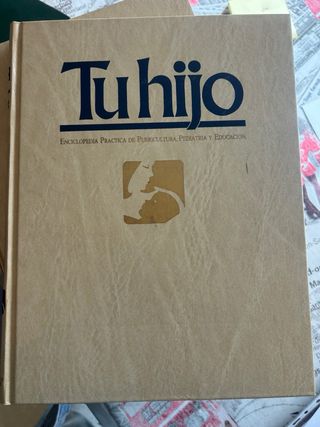 Tu hijo
ENCICLOPEDIA PRACTICA DE PUERICULTURA, PEDIATRIA Y EDUCACION